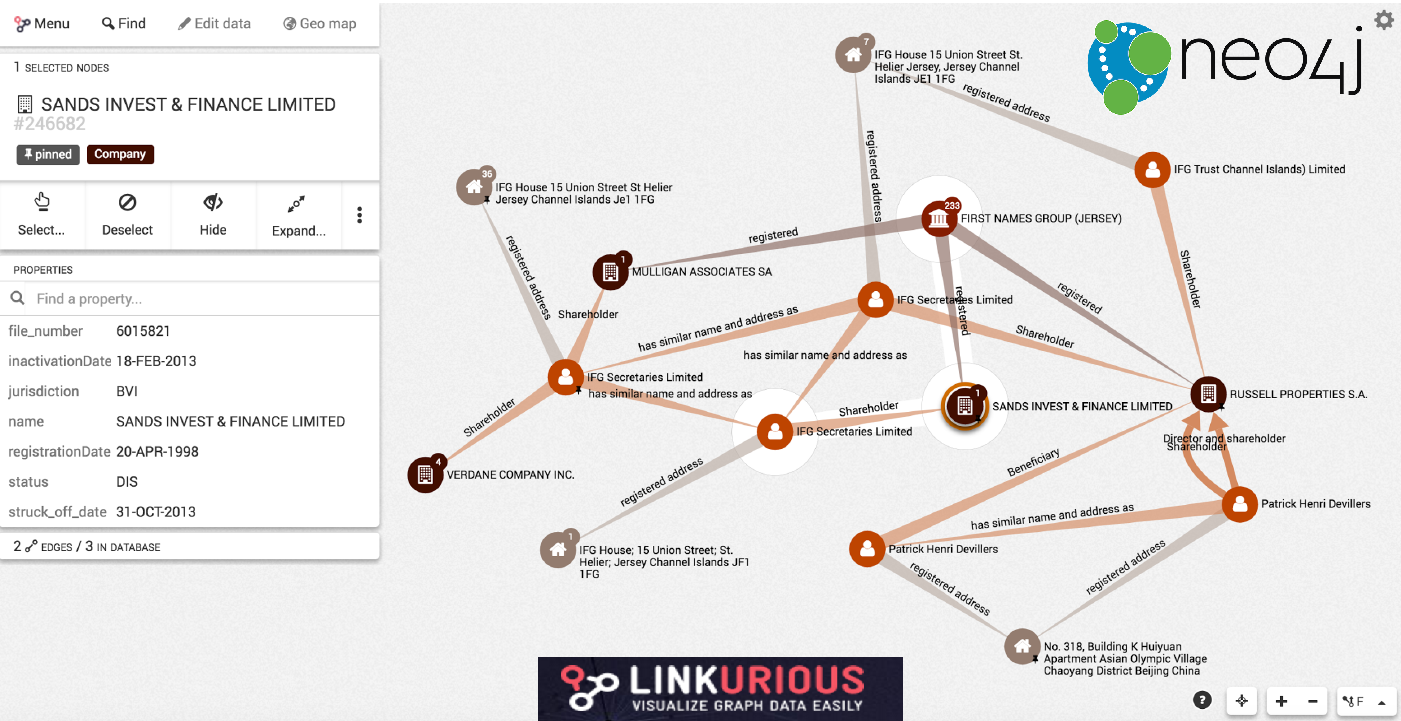 Menu
Find
Edit data
Geo map
1 SELECTED NODES
SANDS INVEST & FINANCE LIMITED
#246682
pinned
Company
Select...
Deselect
Hide
Expand...
PROPERTIES
Find a property...
file_number 6015821
inactivationDate 18-FEB-2013
jurisdiction BVI
name SANDS INVEST & FINANCE LIMITED
registrationDate 20-APR-1998
status DIS
struck_off_date 31-OCT-2013
2 EDGES / 3 IN DATABASE
neo4j
7
IFG House 15 Union Street St.
Helier Jersey, Jersey Channel
Islands JE1 1FG
registered address
registered address
IFG Trust Channel Islands) Limited
36
IFG House 15 Union Street St Helier
Jersey Channel Islands Je1 1FG
233
FIRST NAMES GROUP (JERSEY)
registered
registered address
1
MULLIGAN ASSOCIATES SA
Shareholder
registered
registered
IFG Secretaries Limited
Shareholder
has similar name and address as
Shareholder
has similar name and address as
IFG Secretaries Limited
has similar name and address as
1
SANDS INVEST & FINANCE LIMITED
RUSSELL PROPERTIES S.A.
Shareholder
Shareholder
IFG Secretaries Limited
Director and shareholder
Shareholder
4
VERDANE COMPANY INC.
registered address
Beneficiary
Patrick Henri Devillers
has similar name and address as
1
IFG House; 15 Union Street; St.
Helier; Jersey Channel Islands JF1
1FG
Patrick Henri Devillers
registered address
registered address
No. 318, Building K Huiyuan
Apartment Asian Olympic Village
Chaoyang District Beijing China
LINKURIOUS
VISUALIZE GRAPH DATA EASILY
?
F